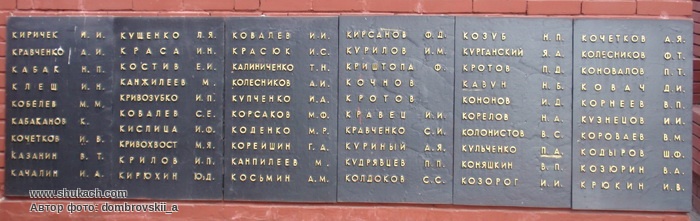 КИРИЧЕК И. И.
КРАВЧЕНКО А. И.
КАБАК Н. П.
КЛЕЩ И. Н.
КОБЕЛЕВ М. М.
КАБАКАНОВ К.
КОЧЕТКОВ И. В.
КАЗАНИН В. Т.
КАЧАЛИН И. А.
КУЩЕНКО Л. Я.
КРАСА И. Н.
КОСТИВ Е. И.
КАНЖИЛЕЕВ М.
КРИВОЗУБКО И. П.
КОВАЛЕВ С. Е.
КИСЛИЦА И. Ф.
КРИВОХВОСТ М. Я.
КРИЛОВ И. П.
КИРЮХИН Ю. Д.
КОВАЛЕВ И. И.
КРАСЮК И. С.
КАЛИНИЧЕНКО Т. Н.
КОЛЕСНИКОВ А. И.
КУПЧЕНКО И. А.
КОРСАКОВ М. Ф.
КОДЕНКО М. Р.
КОРЕЙШИН Г. А.
КАНПИЛЕЕВ М.
КОСЬМИН А. М.
КИРСАНОВ Ф. Д.
КУРИЛОВ И. М.
КРИШТОПА Ф.
КОЧНОВ
КРОТОВ
КРАВЕЦ И. И.
КРАВЧЕНКО С. И.
КУРИНЫЙ А. Я.
КУДРЯВЦЕВ П. П.
КОЛДСКОВ С. С.
КОЗУБ Н. П.
КУРГАНСКИЙ Я. А.
КРОТОВ П. Д.
КАВУН Н. Б.
КОНОНОВ И. Д.
КОРЕЛОВ Н. А.
КОЛОНИСТОВ В. С.
КУЛЬЧЕНКО П. А.
КОНЯШКИН В. П.
КОЗОРОГ И. И.
КОЧЕТКОВ А. Я.
КОЛЕСНИКОВ Ф. Т.
КОНОВАЛОВ П. Т.
КОВАЧ Д. И.
КОРНЕЕВ В. П.
КУЗНЕЦОВ И. И.
КОРОВАЕВ В. М.
КОДЫРОВ Ш. Ф.
КОЗЮРИН В. А.
КРЮКИН И. В.
www.shukach.com
Автор фото- dombrovskii_a